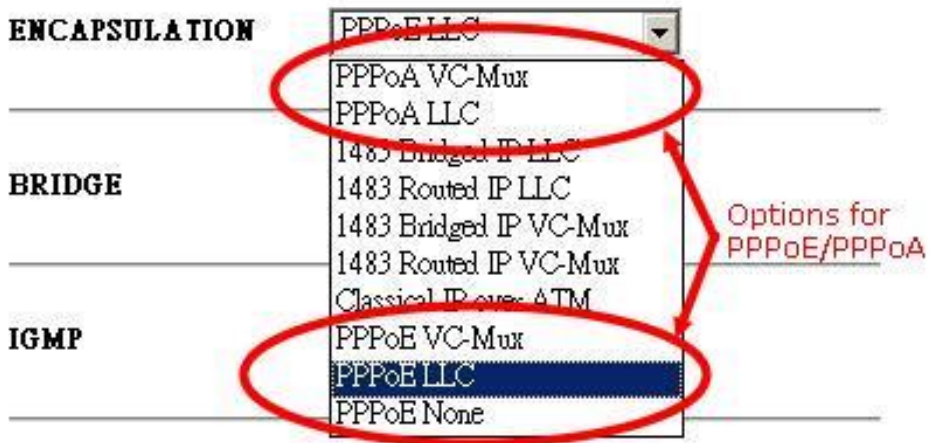 ENCAPSULATION
PPPoE LLC
PPPoA VC-Mux
PPPoA LLC
1483 Bridged IP LLC
1483 Routed IP LLC
1483 Bridged IP VC-Mux
1483 Routed IP VC-Mux
Classical IP over ATM
PPPoE VC-Mux
PPPoE LLC
PPPoE None
BRIDGE
IGMP
Options for
PPPoE/PPPoA